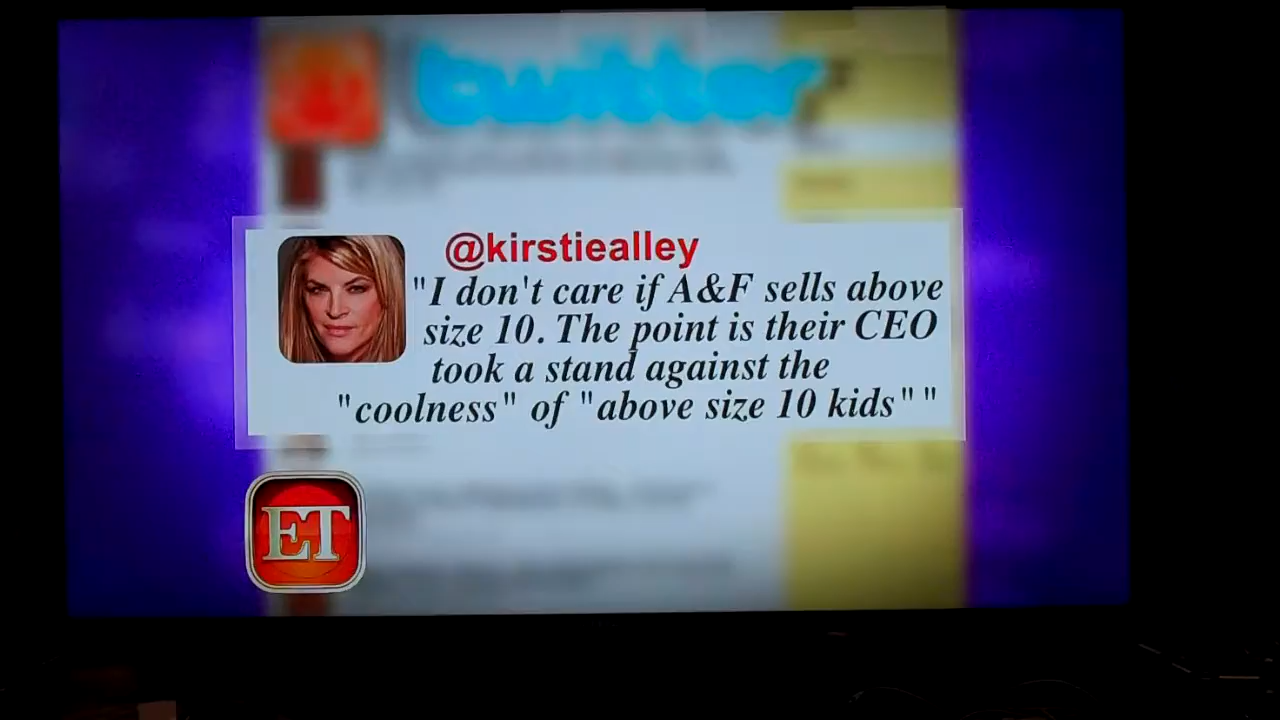 twitter
@kirstiealley
"I don't care if A&F sells above
size 10. The point is their CEO
took a stand against the
"coolness" of "above size 10 kids" "
ET